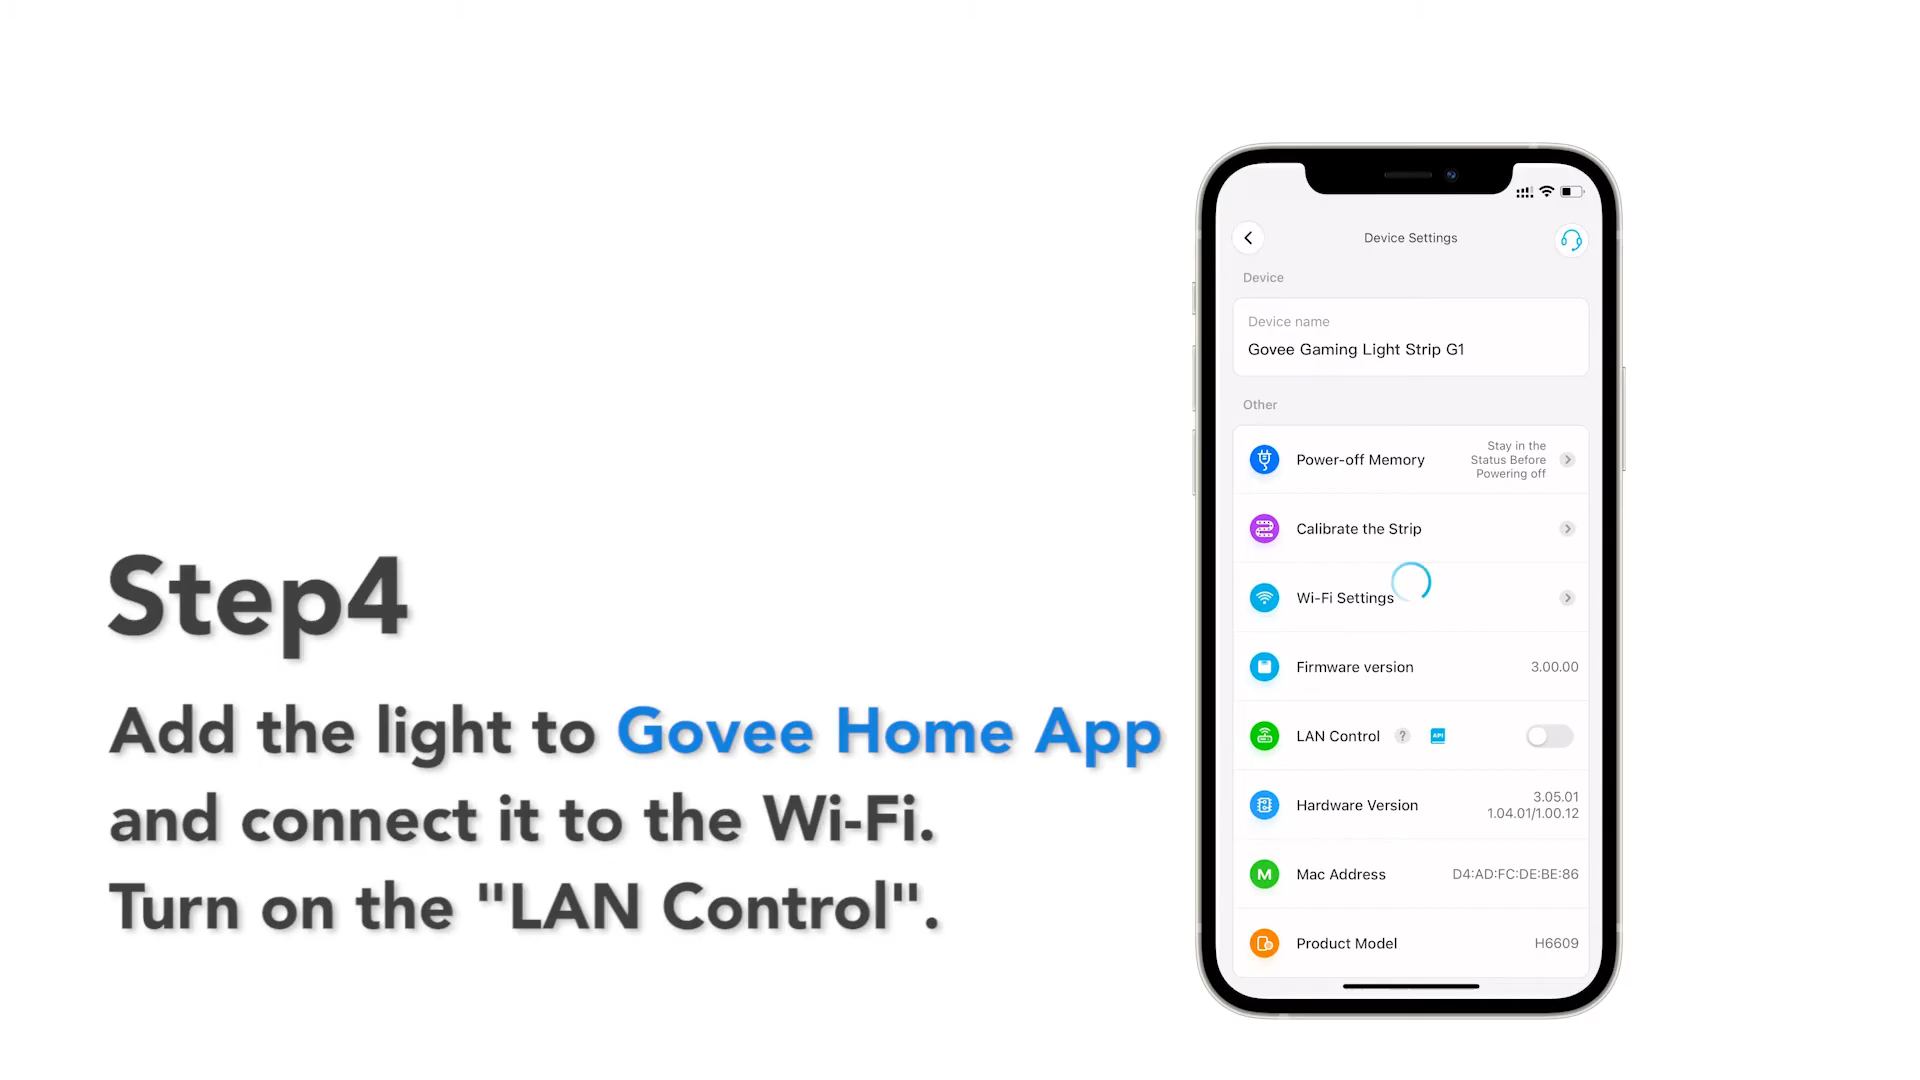 Step4
Add the light to Govee Home App
and connect it to the Wi-Fi.
Turn on the "LAN Control".
Device Settings
Device
Device name
Govee Gaming Light Strip G1
Other
Power-off Memory
Stay in the
Status Before
Powering off
Calibrate the Strip
Wi-Fi Settings
Firmware version 3.00.00
LAN Control ? API
Hardware Version
3.05.01
1.04.01/1.00.12
M Mac Address D4:AD:FC:DE:BE:86
Product Model H6609